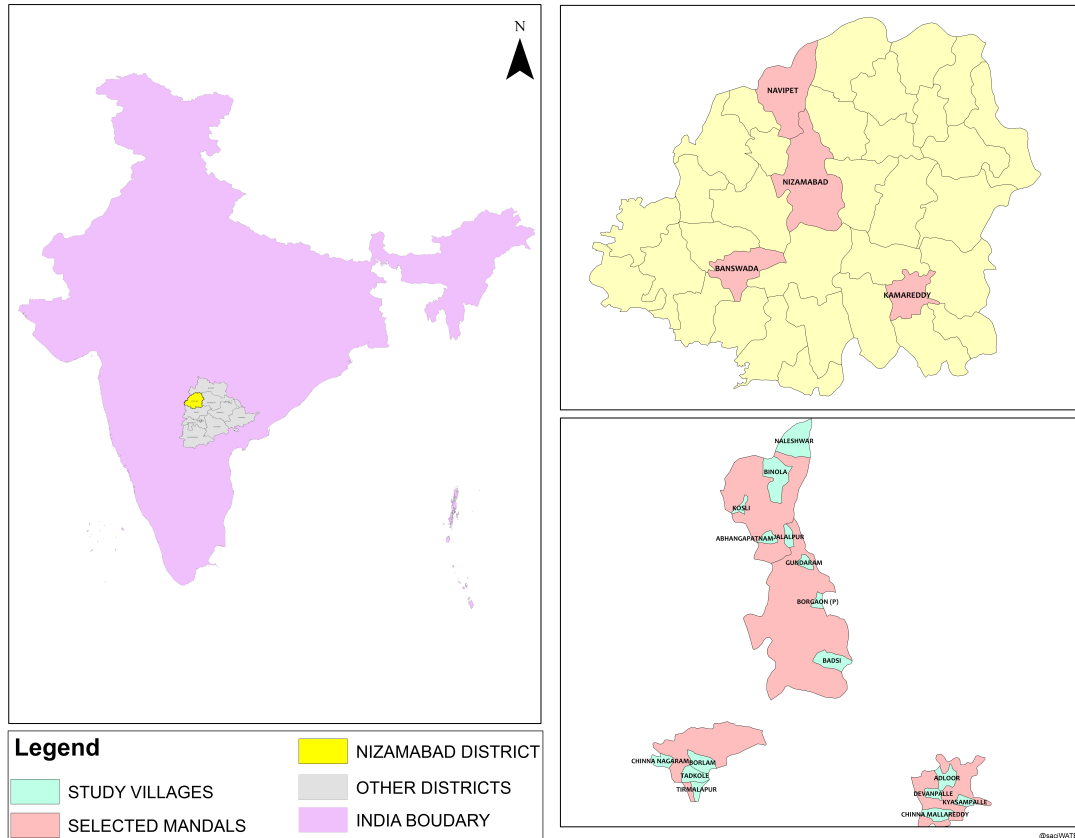 N
NAVIPET
NIZAMABAD
BANSWADA
KAMAREDDY
NALESHWAR
BINOLA
KOSLI
ABHANGAPATNAM
JALALPUR
GUNDARAM
BORGAON (P)
BADSI
CHINNA NAGARAM
BORLAM
TADKOLE
TIRMALAPUR
ADLOOR
DEVANPALLE
KYASAMPALLE
CHINNA MALLAREDDY
Legend
STUDY VILLAGES
SELECTED MANDALS
NIZAMABAD DISTRICT
OTHER DISTRICTS
INDIA BOUDARY